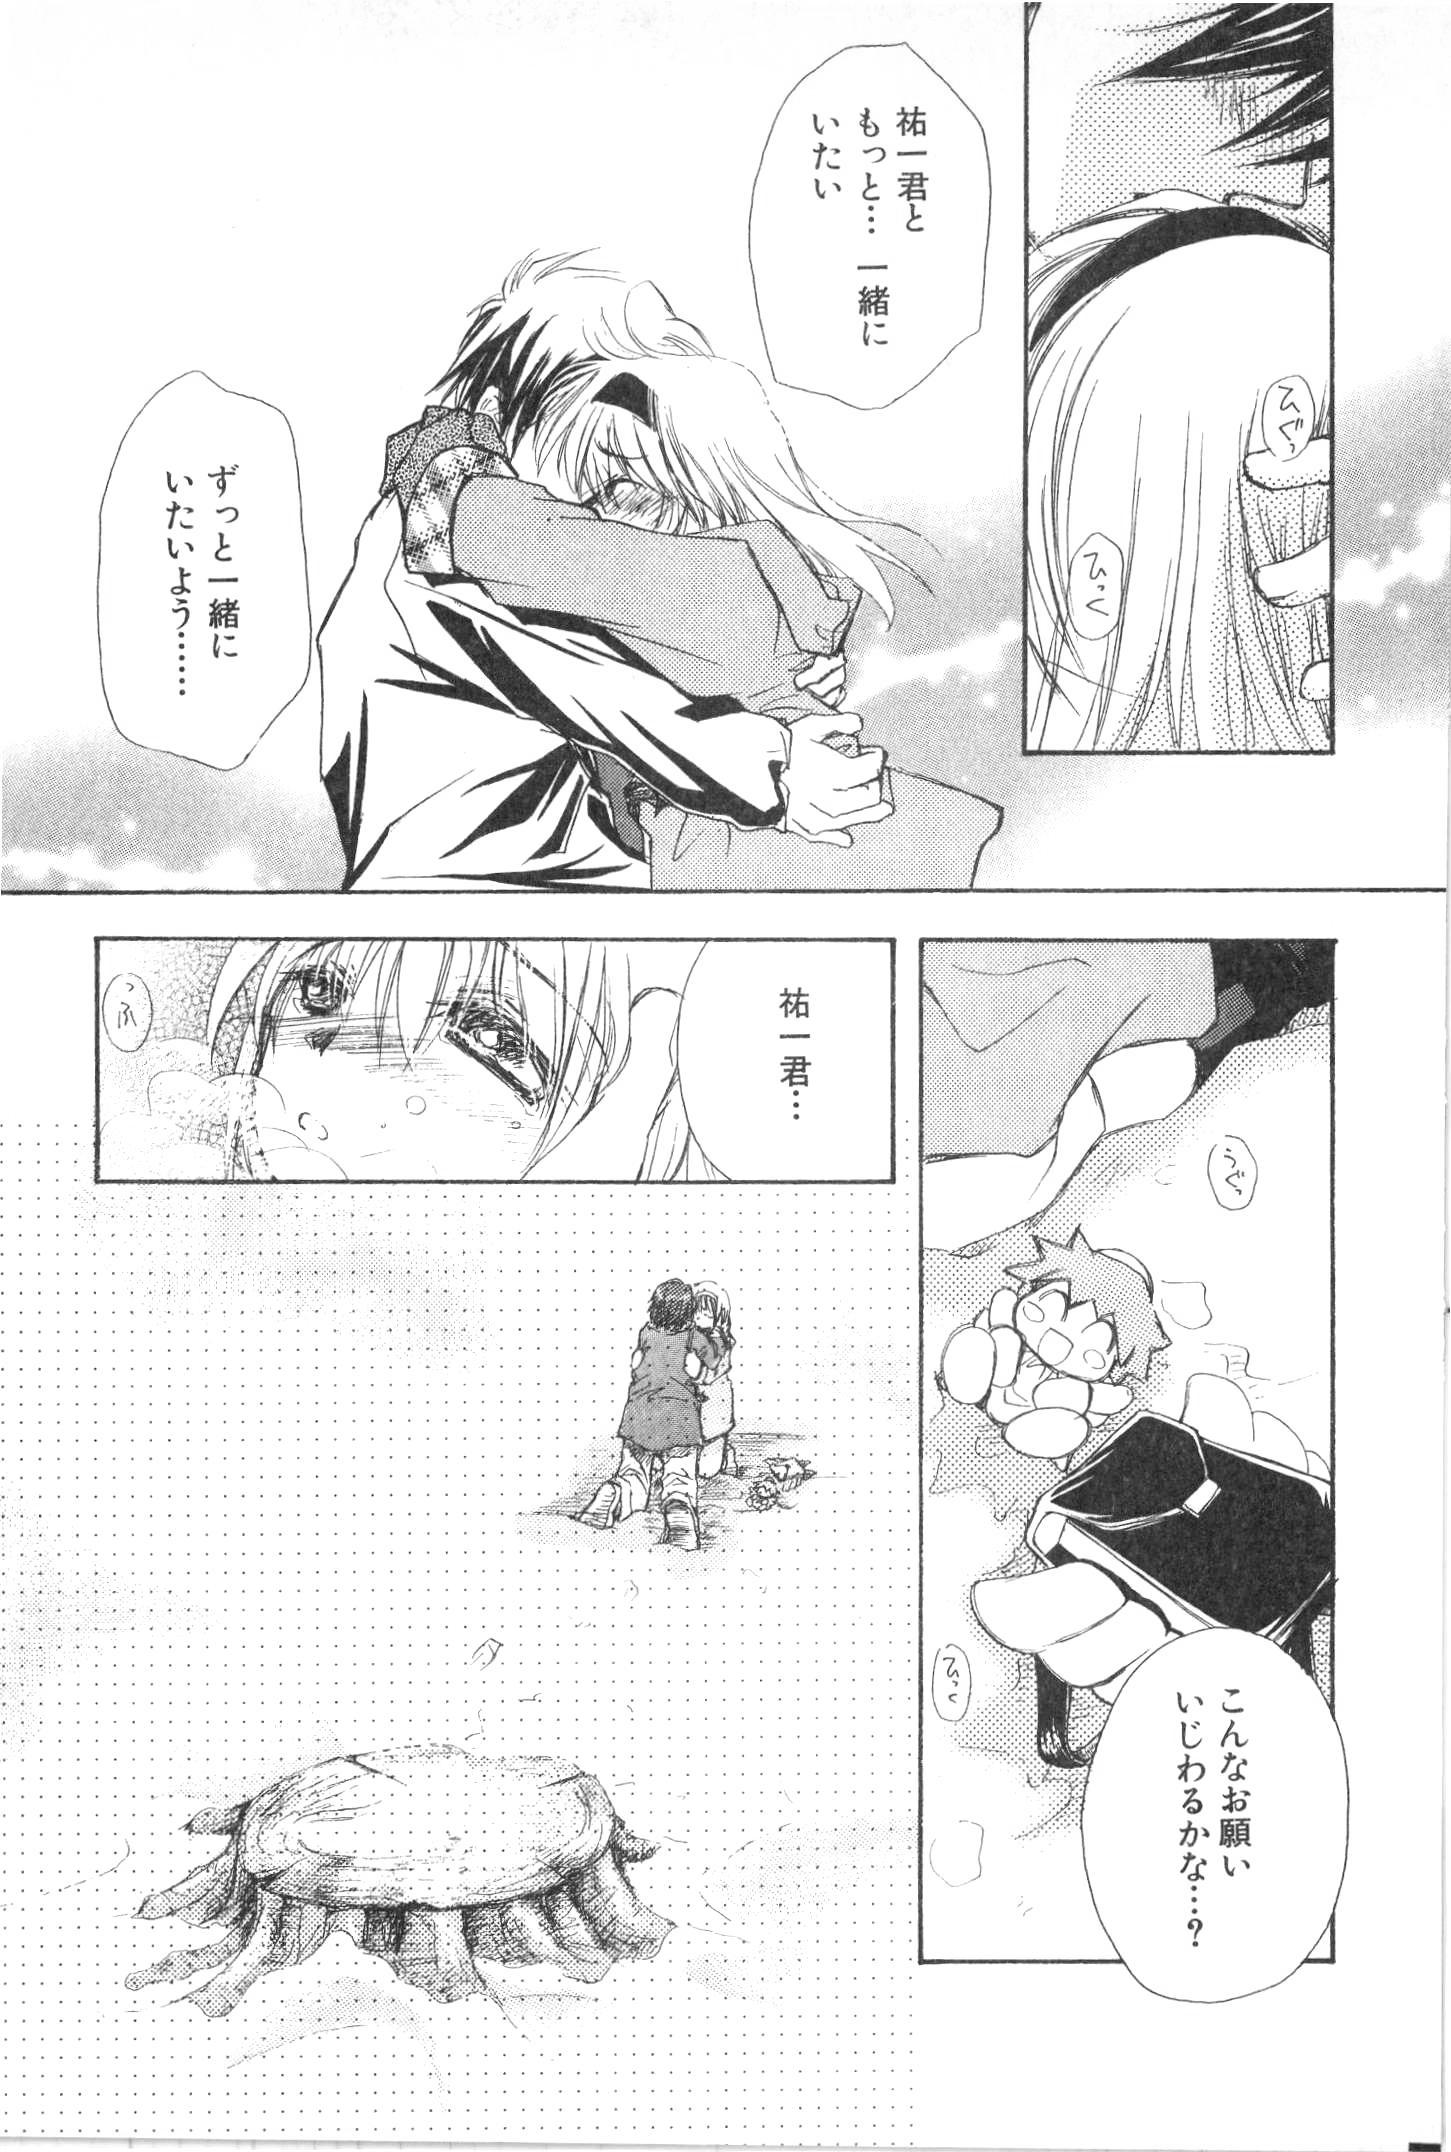 ひぐっ
ひっく
祐一君と
もっと…一緒に
いたい
ずっと一緒に
いたいよう……
うぐっ
ひっく
こんなお願い
いじわるかな…?
祐一君…
ふっ